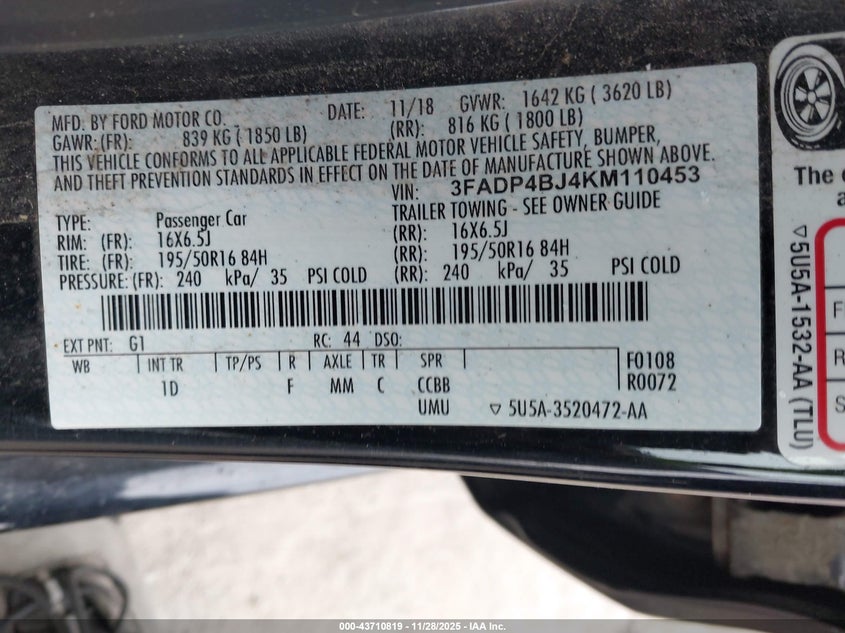 MFD. BY FORD MOTOR CO. DATE: 11/18 GVWR: 1642 KG ( 3620 LB)
GAWR: (FR): 839 KG ( 1850 LB) (RR): 816 KG ( 1800 LB)
THIS VEHICLE CONFORMS TO ALL APPLICABLE FEDERAL MOTOR VEHICLE SAFETY, BUMPER,
AND THEFT PREVENTION STANDARDS IN EFFECT ON THE DATE OF MANUFACTURE SHOWN ABOVE.
VIN: 3FADP4BJ4KM110453
TYPE: Passenger Car TRAILER TOWING - SEE OWNER GUIDE
RIM: (FR): 16X6.5J (RR): 16X6.5J
TIRE: (FR): 195/50R16 84H (RR): 195/50R16 84H
PRESSURE: (FR): 240 kPa/ 35 PSI COLD (RR): 240 kPa/ 35 PSI COLD
EXT PNT: G1 RC: 44 DSO:
WB INT TR TP/PS R AXLE TR SPR F0108
1D F MM C CCBB R0072
UMU ▽ 5U5A-3520472-AA
▽5U5A-1532-AA (TLU)
The
a
F
R
S
000-43710819 - 11/28/2025 - IAA Inc.